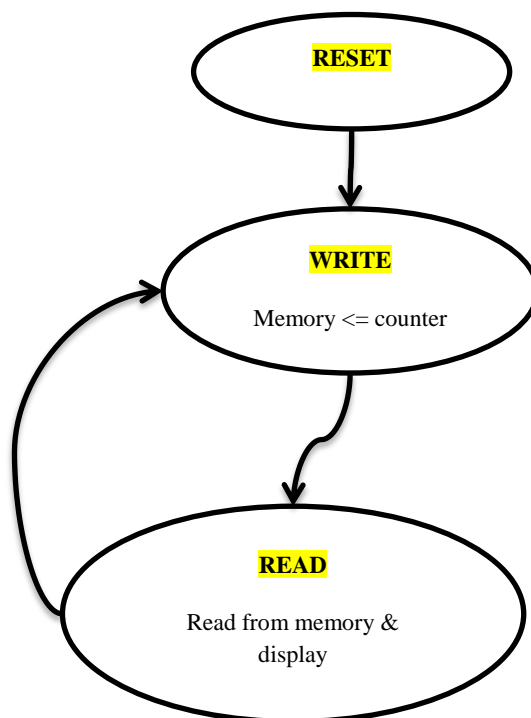 RESET
WRITE
Memory <= counter
READ
Read from memory &
display